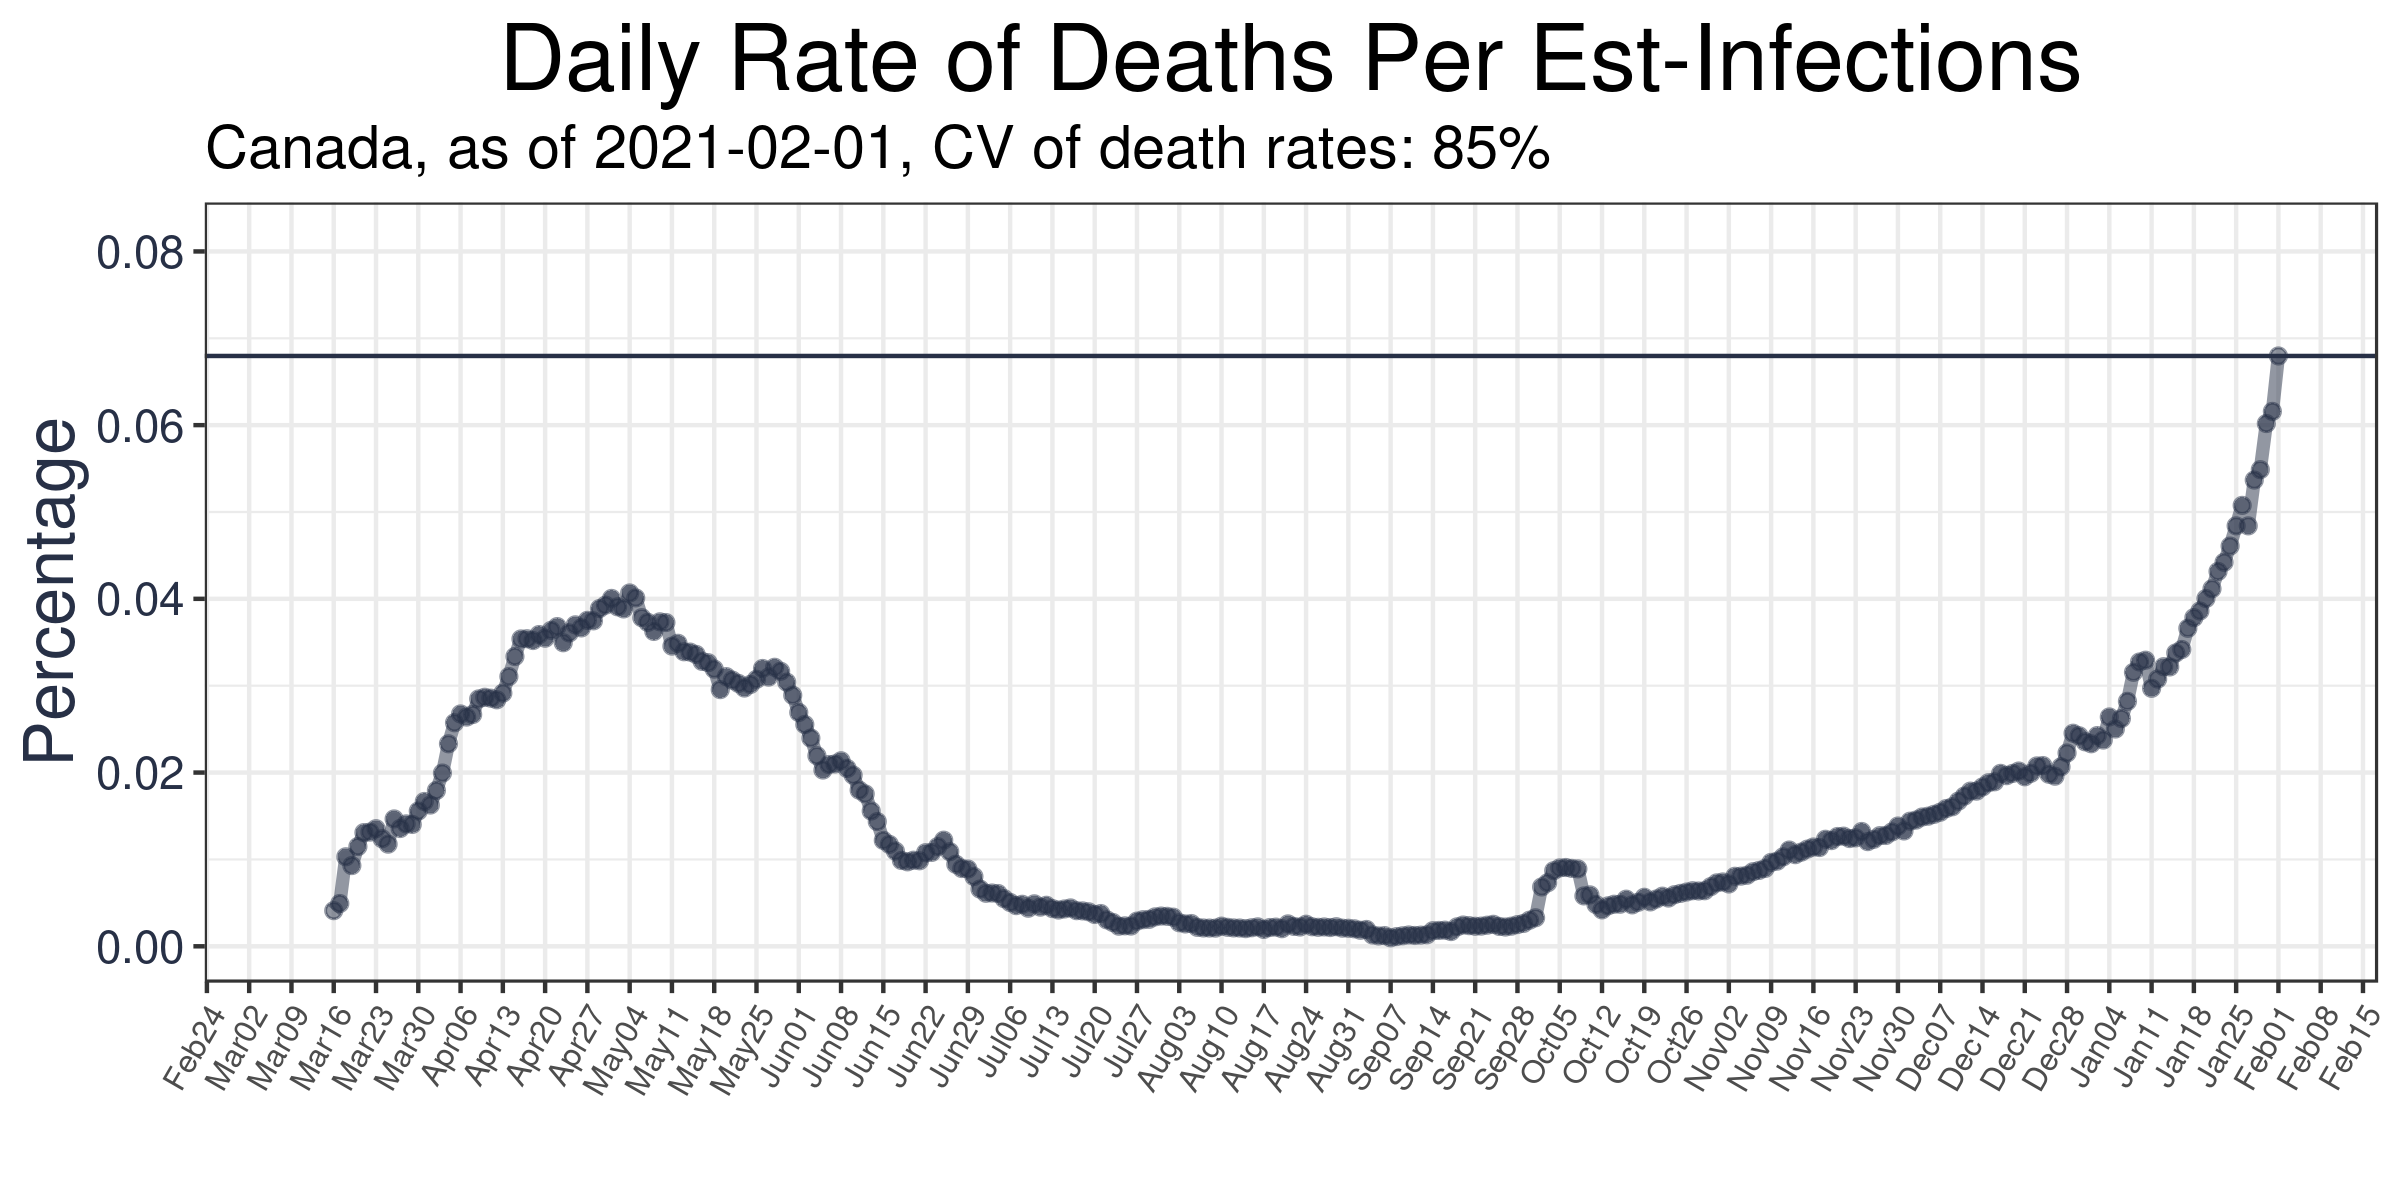 Daily Rate of Deaths Per Est-Infections
Canada, as of 2021-02-01, CV of death rates: 85%
Percentage
0.08
0.06
0.04
0.02
0.00
Feb24 Mar02 Mar09 Mar16 Mar23 Mar30 Apr06 Apr13 Apr20 Apr27 May04 May11 May18 May25 Jun01 Jun08 Jun15 Jun22 Jun29 Jul06 Jul13 Jul20 Jul27 Aug03 Aug10 Aug17 Aug24 Aug31 Sep07 Sep14 Sep21 Sep28 Oct05 Oct12 Oct19 Oct26 Nov02 Nov09 Nov16 Nov23 Nov30 Dec07 Dec14 Dec21 Dec28 Jan04 Jan11 Jan18 Jan25 Feb01 Feb08 Feb15